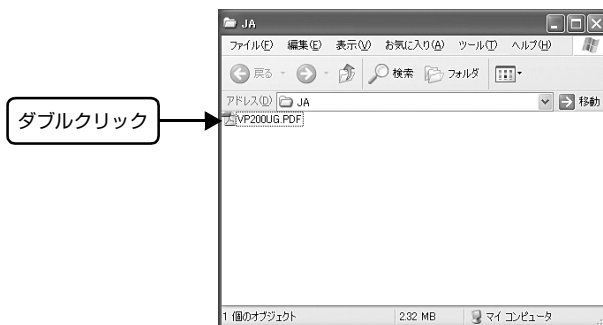 JA
ファイル(F) 編集(E) 表示(V) お気に入り(A) ツール(T) ヘルプ(H)
戻る 検索 フォルダ
アドレス(D) JA 移動
ダブルクリック
VP200UG.PDF
1 個のオブジェクト 2.32 MB マイ コンピュータ